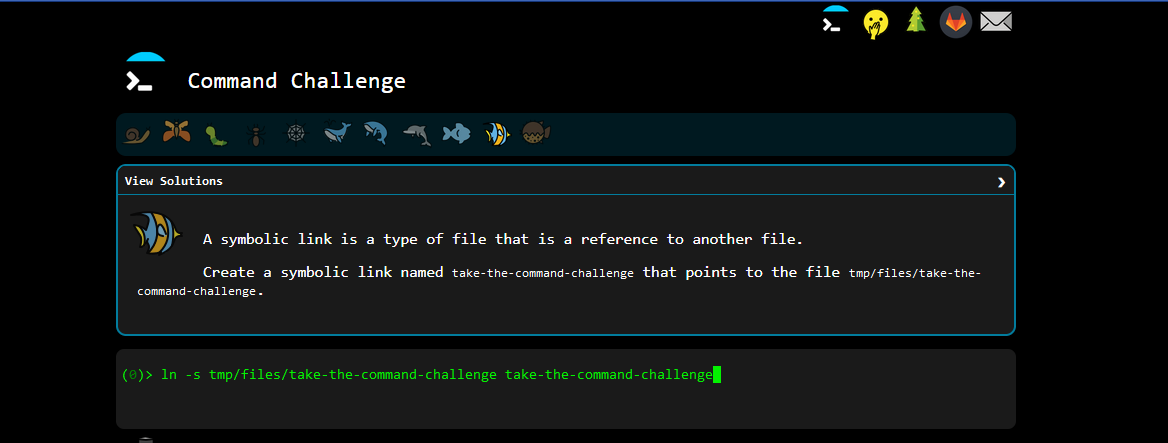 Command Challenge
View Solutions
A symbolic link is a type of file that is a reference to another file.
Create a symbolic link named take-the-command-challenge that points to the file tmp/files/take-the-
command-challenge.
(0)> ln -s tmp/files/take-the-command-challenge take-the-command-challenge